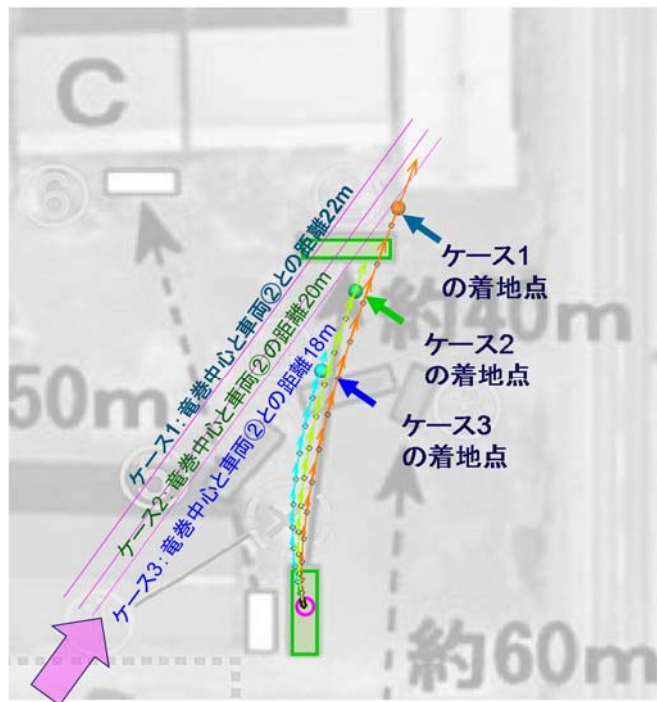 C
⑥
ケース1: 竜巻中心と車両②との距離22m
ケース2: 竜巻中心と車両②との距離20m
ケース3: 竜巻中心と車両②との距離18m
ケース1
の着地点
約40m
ケース2
の着地点
50m
ケース3
の着地点
約60m